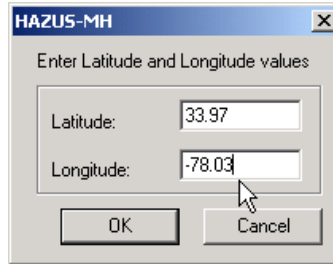 HAZUS-MH
Enter Latitude and Longitude values
Latitude: 33.97
Longitude: -78.03
OK Cancel